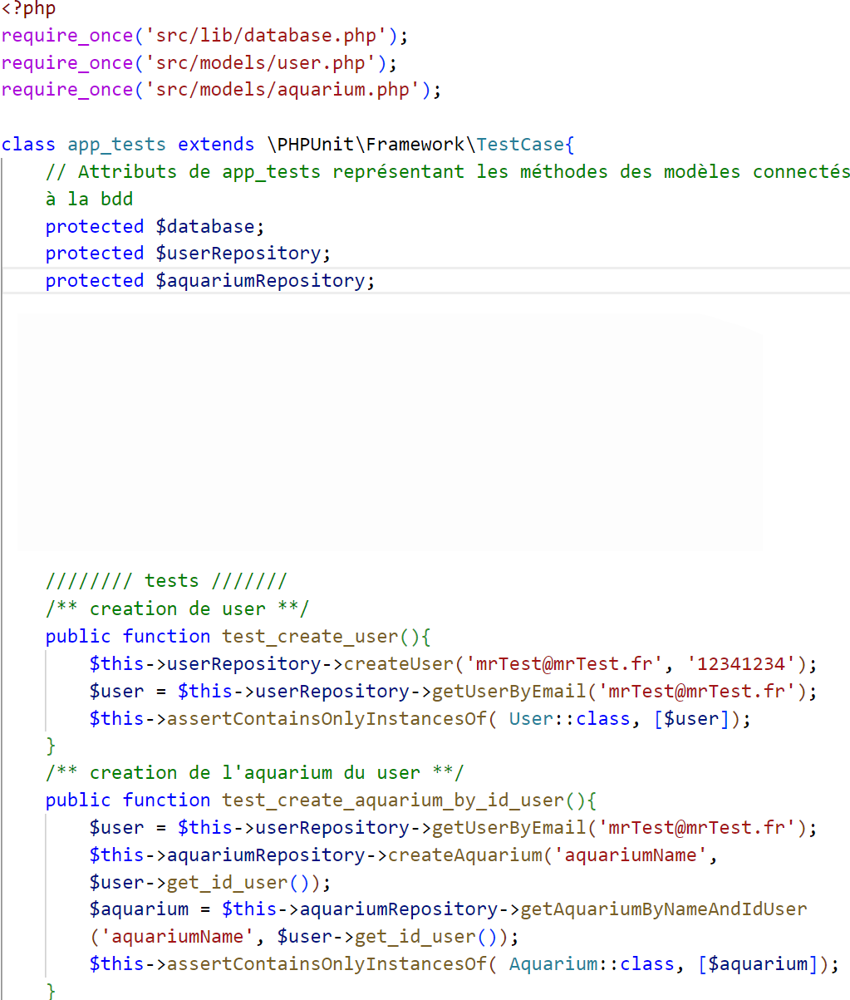 <?php
require_once('src/lib/database.php');
require_once('src/models/user.php');
require_once('src/models/aquarium.php');
class app_tests extends \PHPUnit\Framework\TestCase{
// Attributs de app_tests représentant les méthodes des modèles connectés
à la bdd
protected $database;
protected $userRepository;
protected $aquariumRepository;
//////// tests ///////
/** creation de user **/
public function test_create_user(){
$this->userRepository->createUser('mrTest@mrTest.fr', '12341234');
$user = $this->userRepository->getUserByEmail('mrTest@mrTest.fr');
$this->assertContainsOnlyInstancesOf( User::class, [$user]);
}
/** creation de l'aquarium du user **/
public function test_create_aquarium_by_id_user(){
$user = $this->userRepository->getUserByEmail('mrTest@mrTest.fr');
$this->aquariumRepository->createAquarium('aquariumName',
$user->get_id_user());
$aquarium = $this->aquariumRepository->getAquariumByNameAndIdUser
('aquariumName', $user->get_id_user());
$this->assertContainsOnlyInstancesOf( Aquarium::class, [$aquarium]);
}